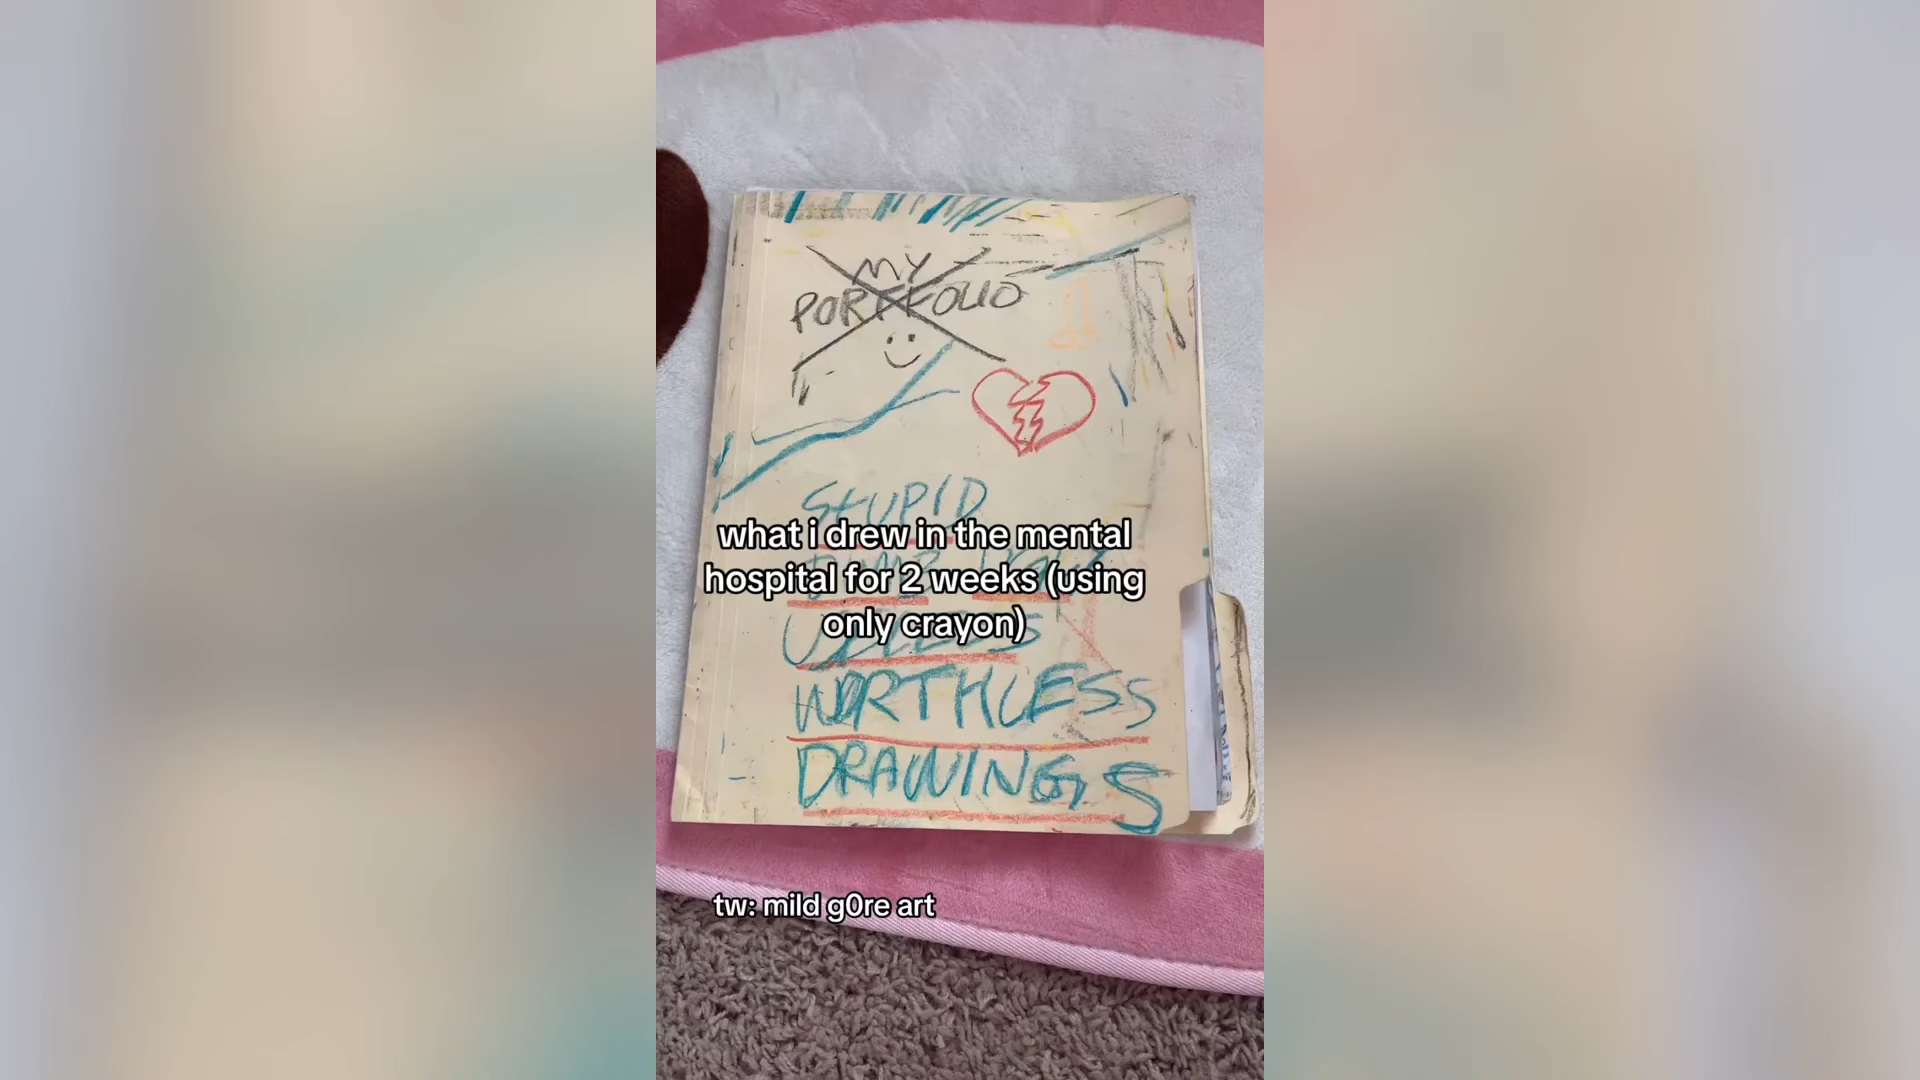 MY
PORTFOLIO
STUPID
what i drew in the mental
hospital for 2 weeks (using
only crayon)
WORTHLESS
DRAWINGS
tw: mild g0re art